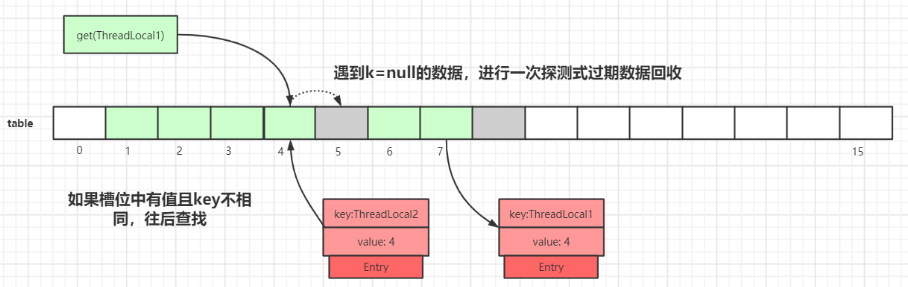 get(ThreadLocal1)
遇到k=null的数据，进行一次探测式过期数据回收
table
0 1 2 3 4 5 6 7 15
如果槽位中有值且key不相
同，往后查找
key:ThreadLocal2
value: 4
Entry
key:ThreadLocal1
value: 4
Entry